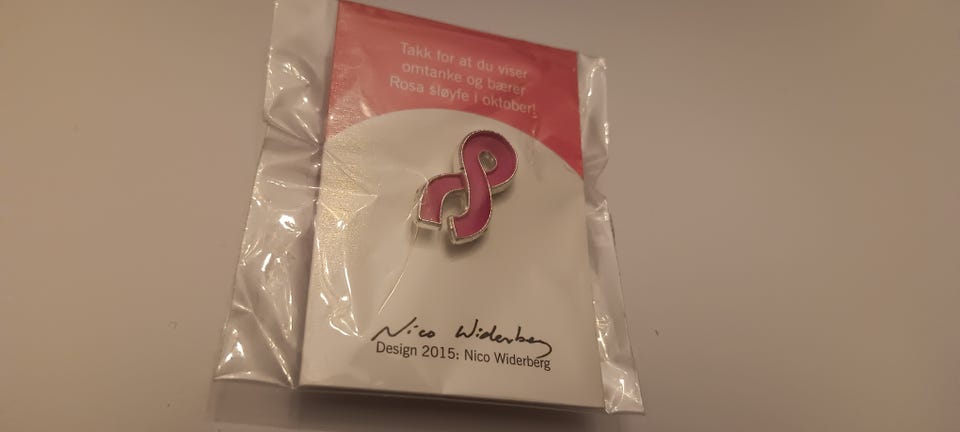 Takk for at du viser
omtanke og bærer
Rosa sløyfe i oktober!
Nico Widerberg
Design 2015: Nico Widerberg